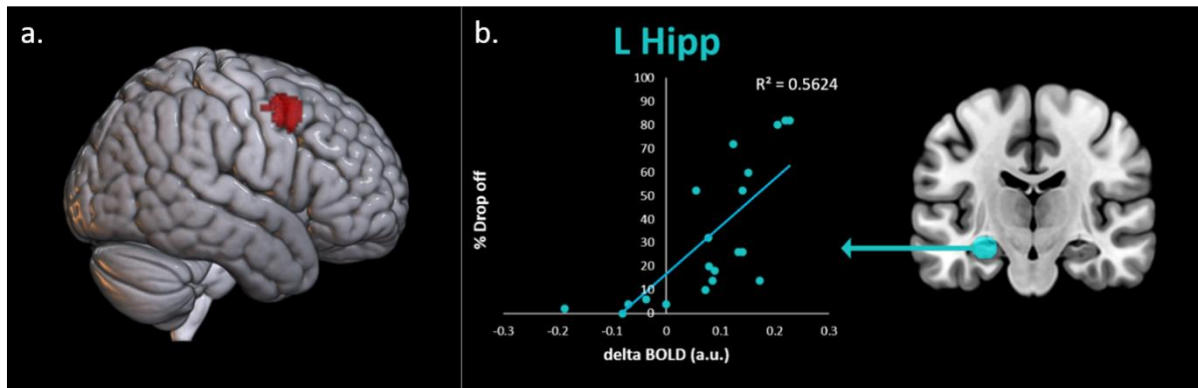 a.
b.
L Hipp
R² = 0.5624
100
90
80
70
60
50
40
30
20
10
0
% Drop off
-0.3 -0.2 -0.1 0 0.1 0.2 0.3
delta BOLD (a.u.)